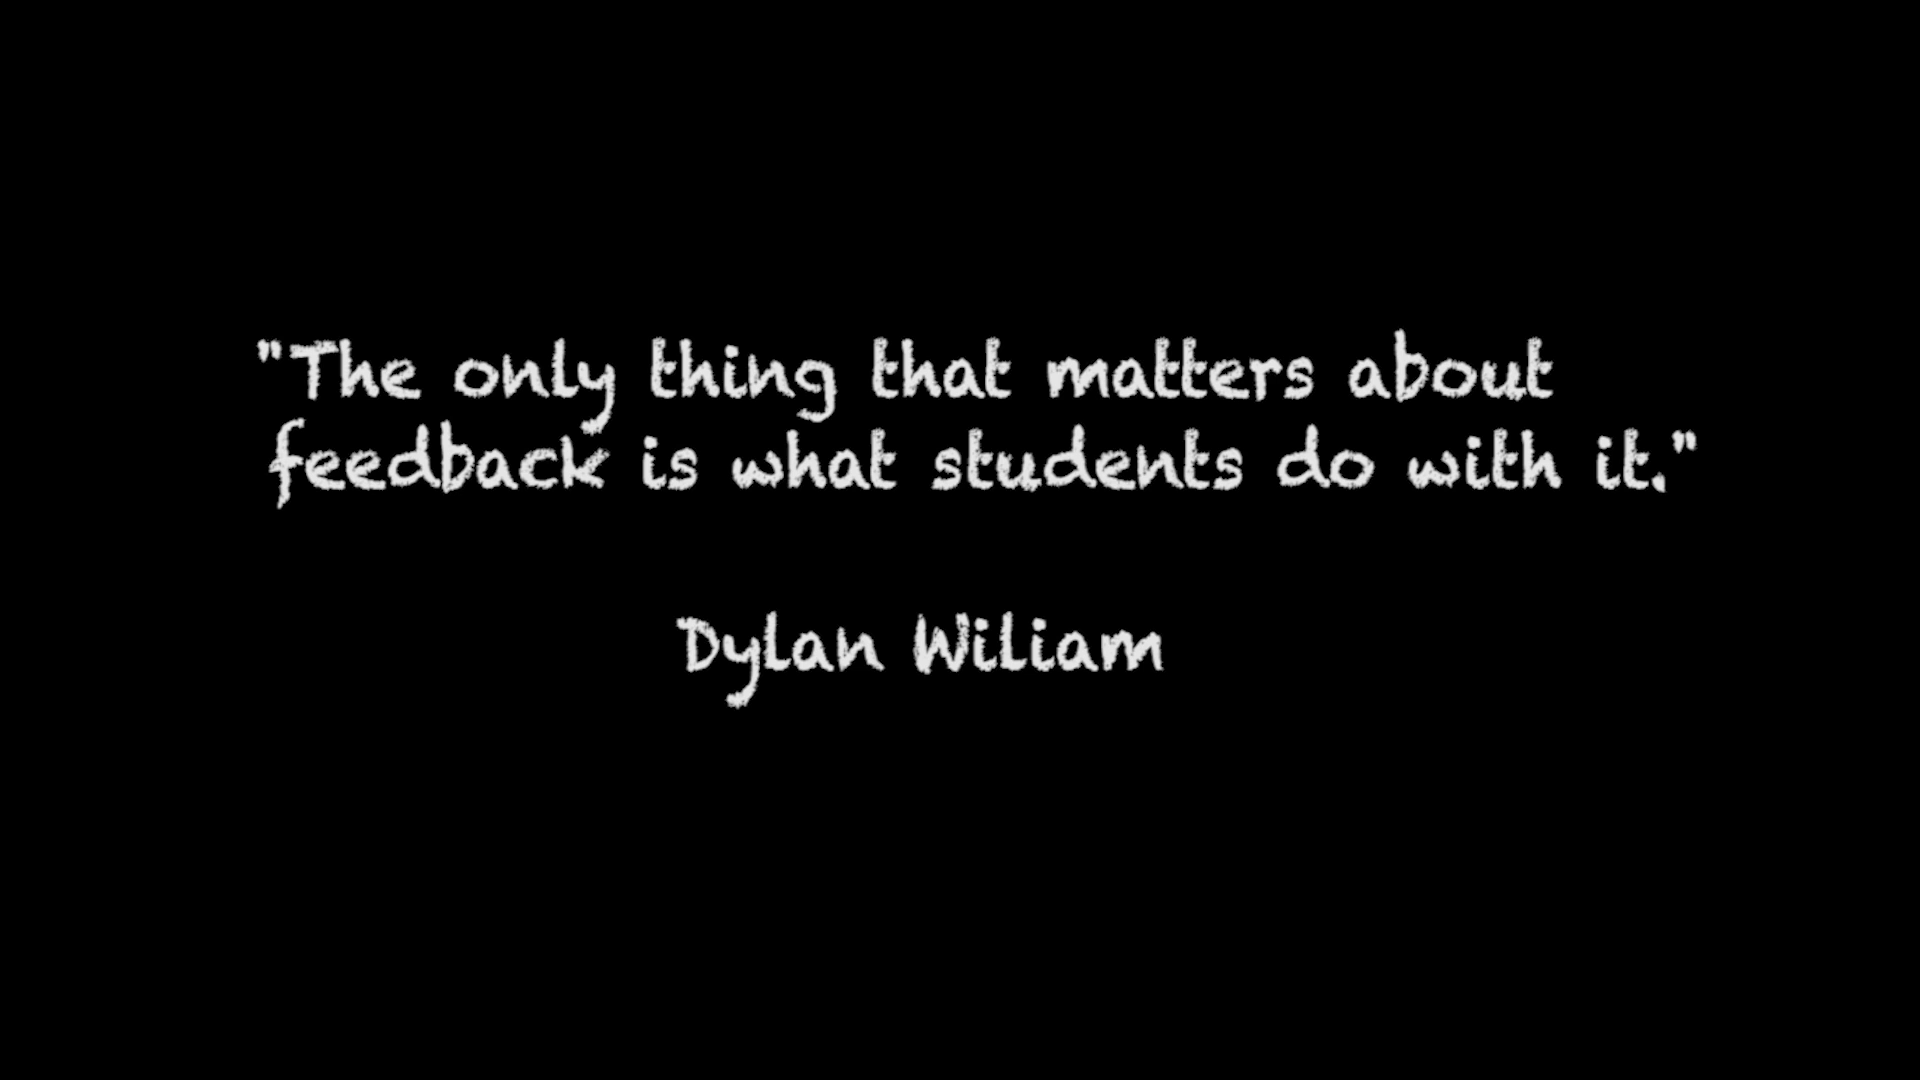 "The only thing that matters about
feedback is what students do with it."
Dylan Wiliam